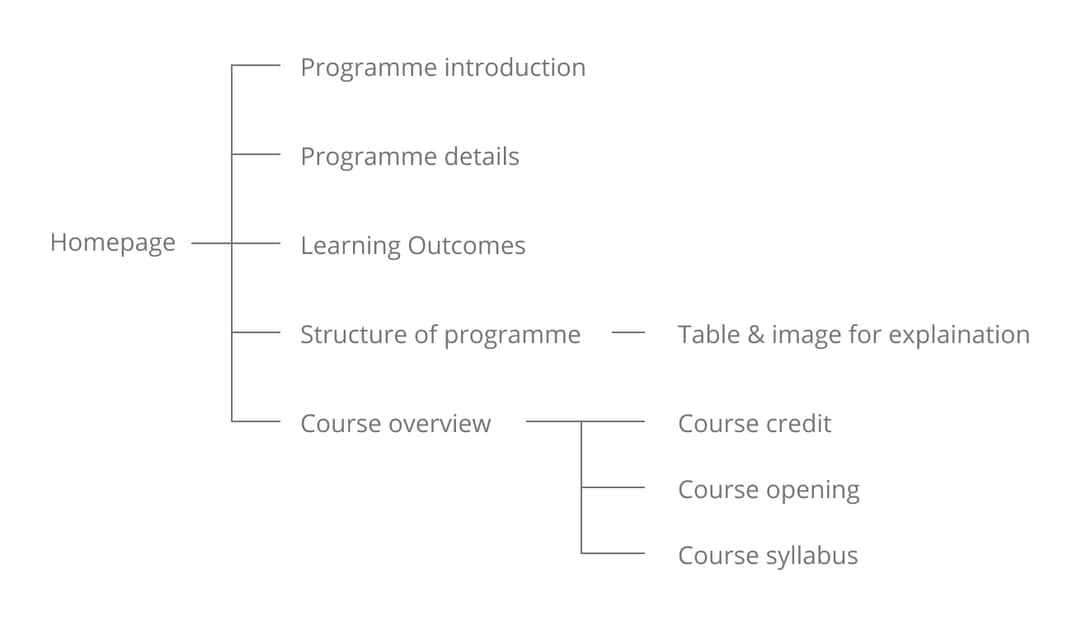 Programme introduction
Programme details
Homepage
Learning Outcomes
Structure of programme
Table & image for explaination
Course overview
Course credit
Course opening
Course syllabus